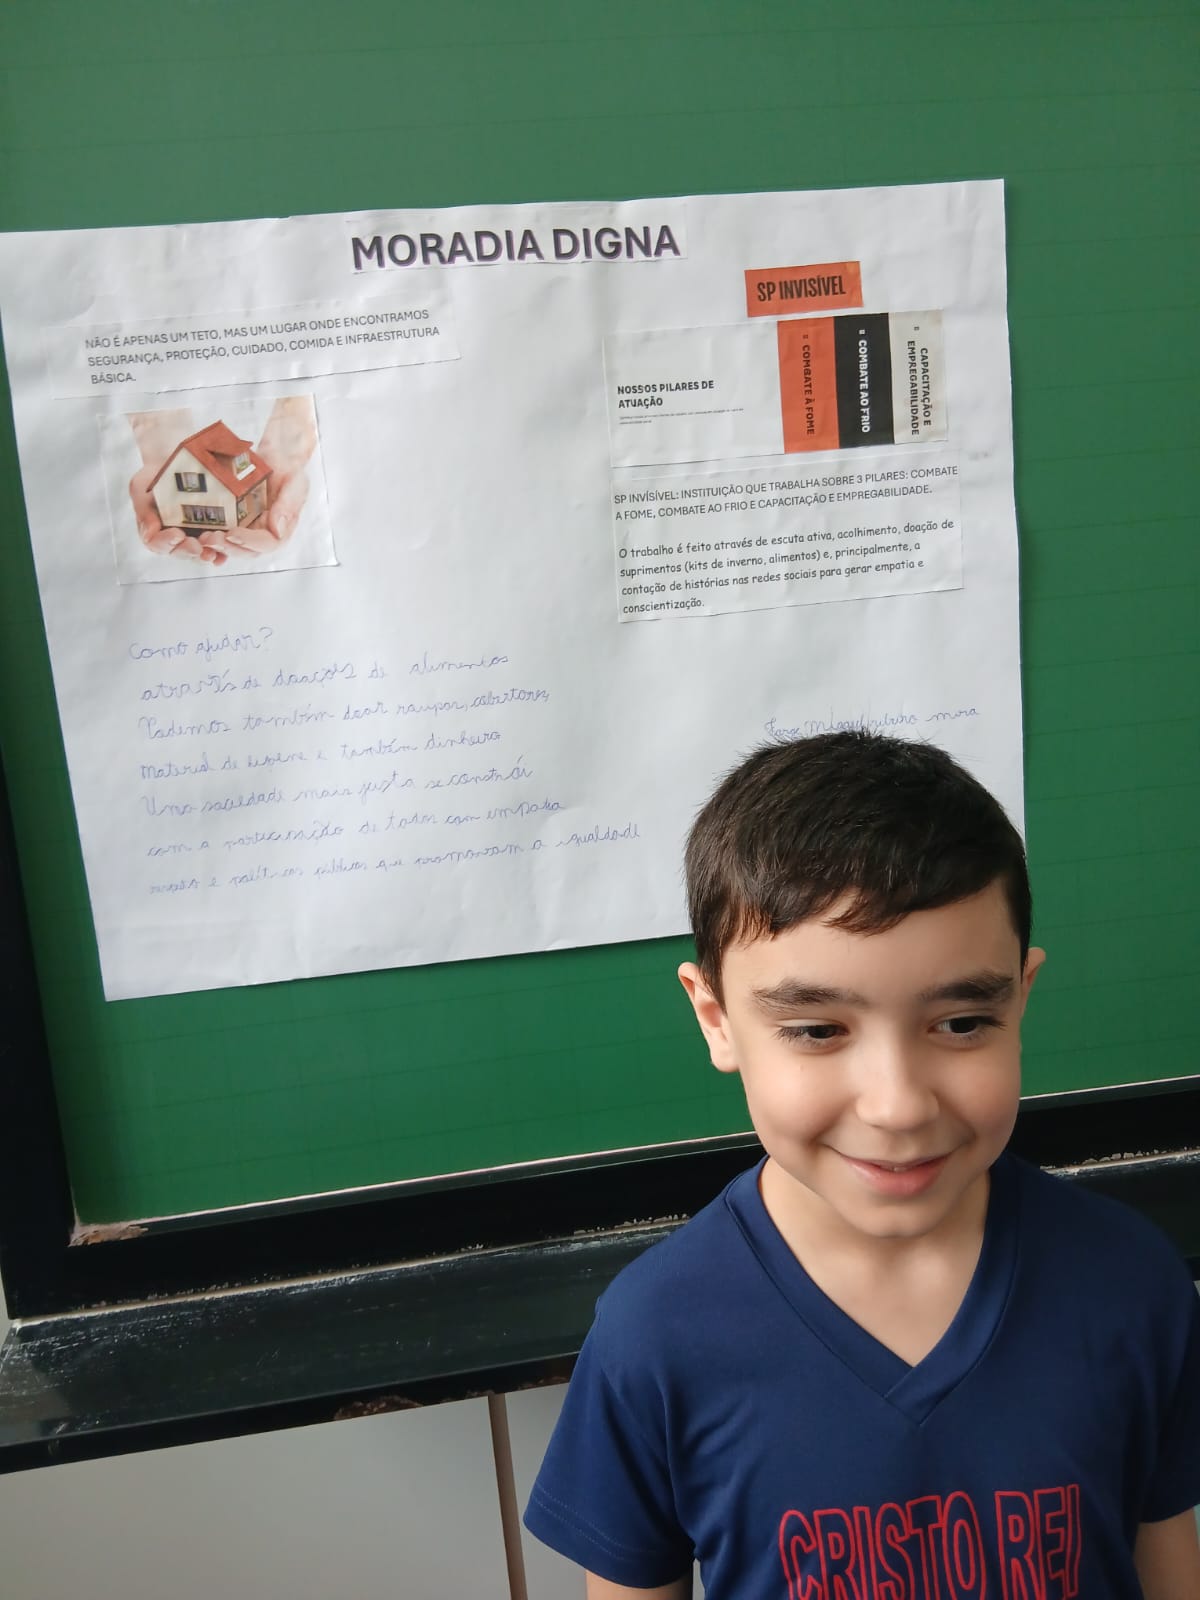 MORADIA DIGNA
NÃO É APENAS UM TETO, MAS UM LUGAR ONDE ENCONTRAMOS
SEGURANÇA, PROTEÇÃO, CUIDADO, COMIDA E INFRAESTRUTURA
BÁSICA.
SP INVISÍVEL
NOSSOS PILARES DE
ATUAÇÃO
COMBATE À FOME
COMBATE AO FRIO
CAPACITAÇÃO E
EMPREGABILIDADE
SP INVÍSÍVEL: INSTITUIÇÃO QUE TRABALHA SOBRE 3 PILARES: COMBATE
A FOME, COMBATE AO FRIO E CAPACITAÇÃO E EMPREGABILIDADE.
O trabalho é feito através de escuta ativa, acolhimento, doação de
suprimentos (kits de inverno, alimentos) e, principalmente, a
contação de histórias nas redes sociais para gerar empatia e
conscientização.
Como ajudar?
através de doações de alimentos
Podemos também doar roupas, cobertores,
Material de e também dinheiro
Uma sociedade mais justa se constrói
com a de todos com
e políticas públicas que a igualdade
CRISTO REI